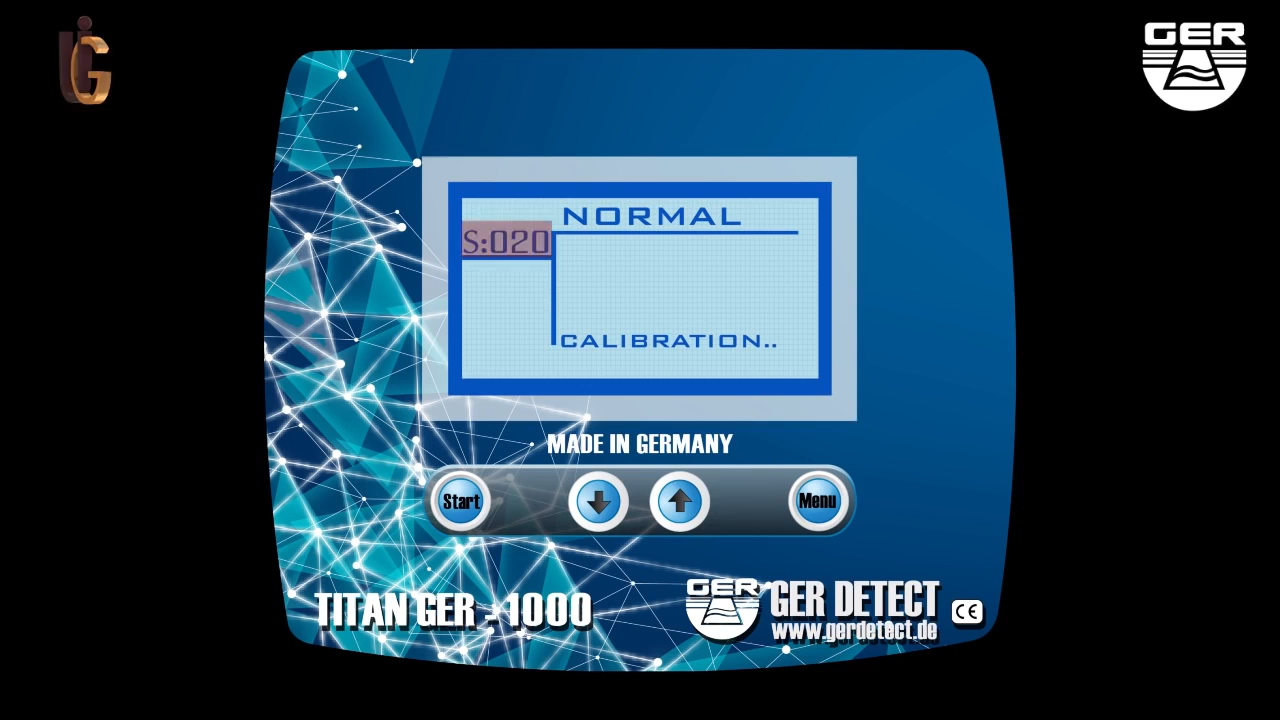 GER
NORMAL
S:020
CALIBRATION..
MADE IN GERMANY
Start
Menu
TITAN GER - 1000
GER
GER DETECT
www.gerdetect.de
CE